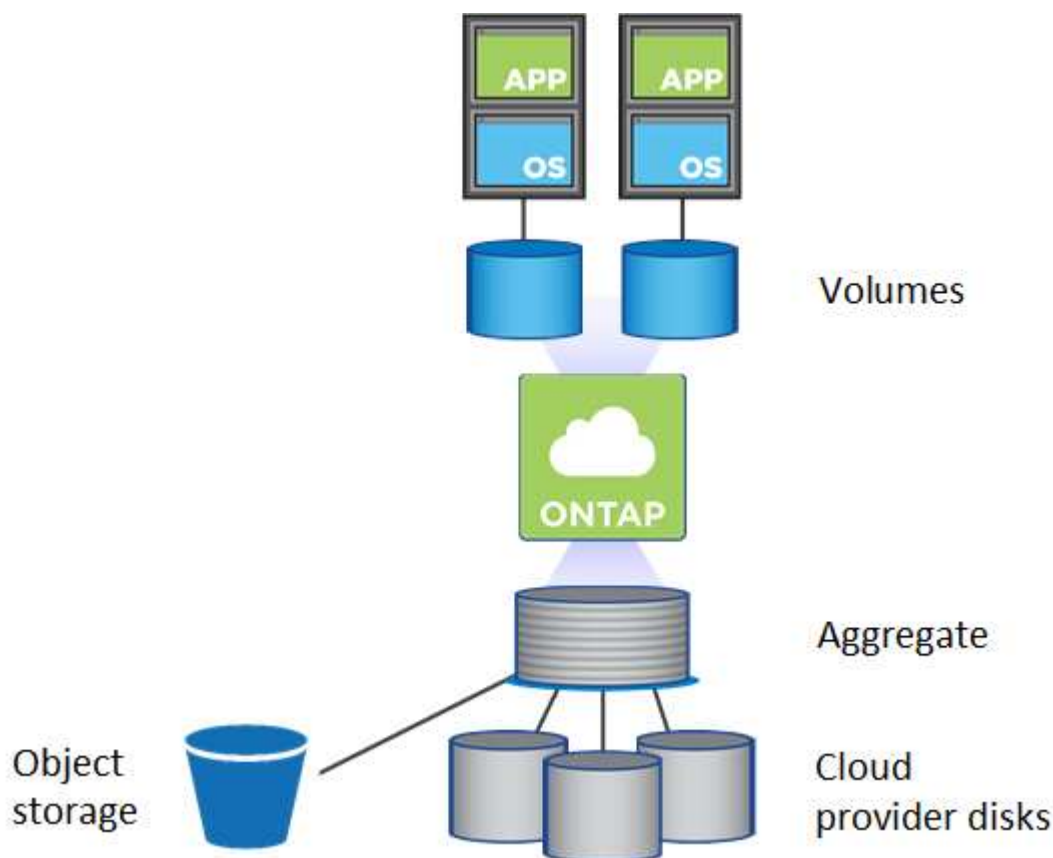 APP
APP
OS
OS
Volumes
ONTAP
Aggregate
Object
storage
Cloud
provider disks